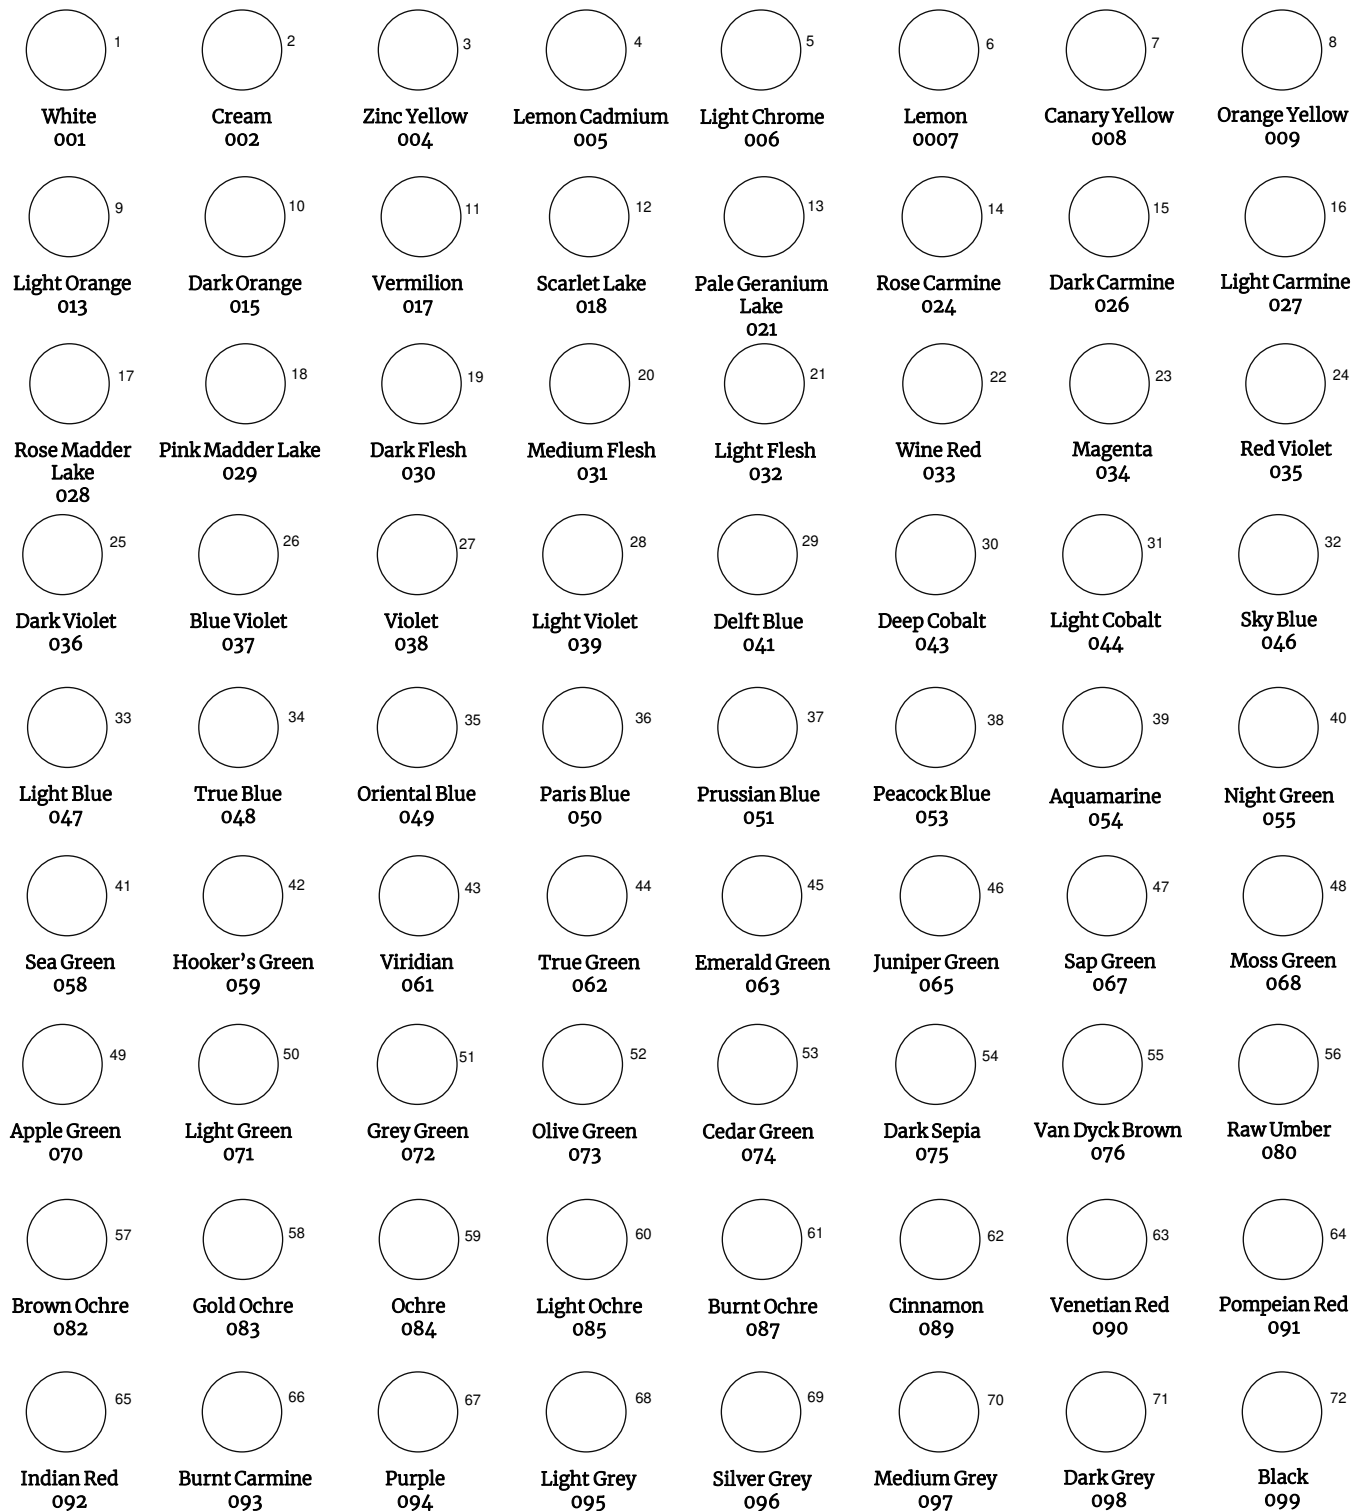 1 2 3 4 5 6 7 8
White Cream Zinc Yellow Lemon Cadmium Light Chrome Lemon Canary Yellow Orange Yellow
001 002 004 005 006 0007 008 009
9 10 11 12 13 14 15 16
Light Orange Dark Orange Vermilion Scarlet Lake Pale Geranium Rose Carmine Dark Carmine Light Carmine
013 015 017 018 Lake 024 026 027
021
17 18 19 20 21 22 23 24
Rose Madder Pink Madder Lake Dark Flesh Medium Flesh Light Flesh Wine Red Magenta Red Violet
Lake 029 030 031 032 033 034 035
028
25 26 27 28 29 30 31 32
Dark Violet Blue Violet Violet Light Violet Delft Blue Deep Cobalt Light Cobalt Sky Blue
036 037 038 039 041 043 044 046
33 34 35 36 37 38 39 40
Light Blue True Blue Oriental Blue Paris Blue Prussian Blue Peacock Blue Aquamarine Night Green
047 048 049 050 051 053 054 055
41 42 43 44 45 46 47 48
Sea Green Hooker’s Green Viridian True Green Emerald Green Juniper Green Sap Green Moss Green
058 059 061 062 063 065 067 068
49 50 51 52 53 54 55 56
Apple Green Light Green Grey Green Olive Green Cedar Green Dark Sepia Van Dyck Brown Raw Umber
070 071 072 073 074 075 076 080
57 58 59 60 61 62 63 64
Brown Ochre Gold Ochre Ochre Light Ochre Burnt Ochre Cinnamon Venetian Red Pompeian Red
082 083 084 085 087 089 090 091
65 66 67 68 69 70 71 72
Indian Red Burnt Carmine Purple Light Grey Silver Grey Medium Grey Dark Grey Black
092 093 094 095 096 097 098 099